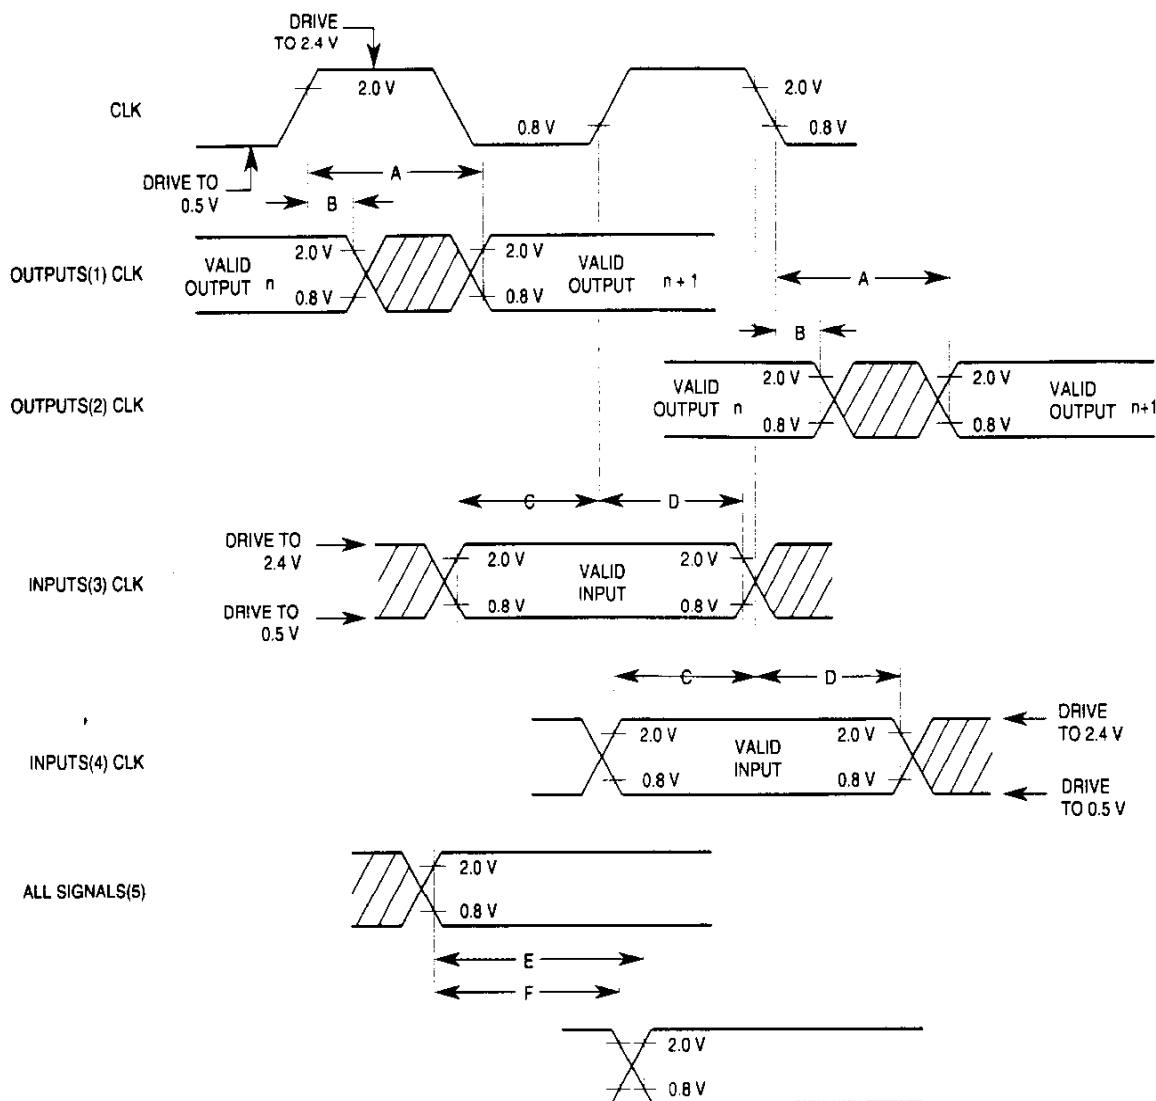 DRIVE
TO 2.4 V
2.0 V
2.0 V
CLK
0.8 V
0.8 V
DRIVE TO
0.5 V
A
B
OUTPUTS(1) CLK
VALID
OUTPUT n
2.0 V
0.8 V
2.0 V
0.8 V
VALID
OUTPUT n + 1
A
B
OUTPUTS(2) CLK
VALID
OUTPUT n
2.0 V
0.8 V
2.0 V
0.8 V
VALID
OUTPUT n+1
C
D
INPUTS(3) CLK
DRIVE TO
2.4 V
DRIVE TO
0.5 V
2.0 V
0.8 V
VALID
INPUT
2.0 V
0.8 V
C
D
INPUTS(4) CLK
2.0 V
0.8 V
VALID
INPUT
2.0 V
0.8 V
DRIVE
TO 2.4 V
DRIVE
TO 0.5 V
ALL SIGNALS(5)
2.0 V
0.8 V
E
F
2.0 V
0.8 V